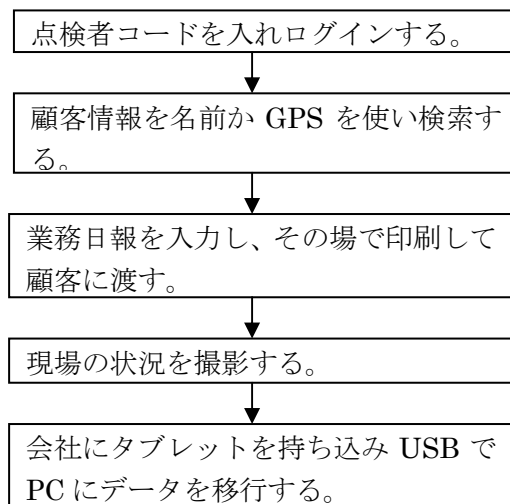 点検者コードを入れログインする。
顧客情報を名前か GPS を使い検索す
る。
業務日報を入力し、その場で印刷して
顧客に渡す。
現場の状況を撮影する。
会社にタブレットを持ち込み USB で
PC にデータを移行する。